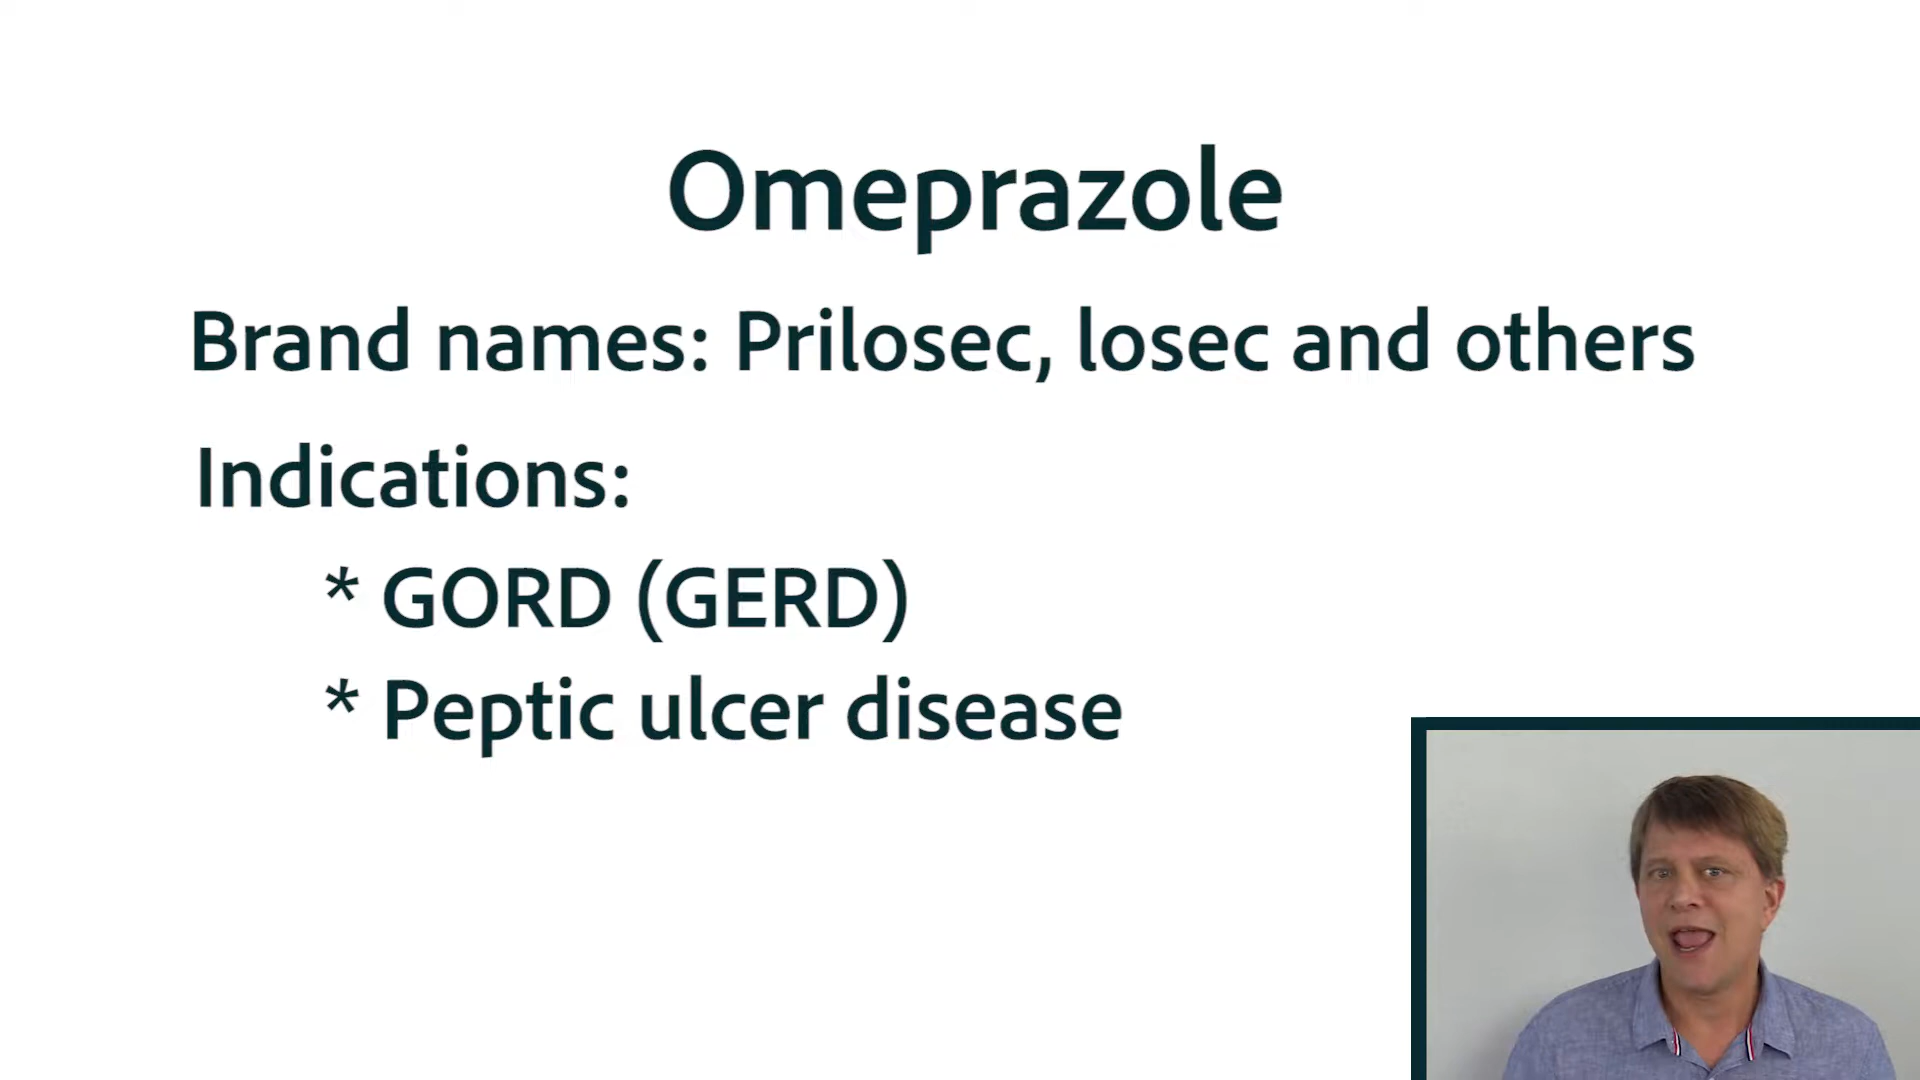 Omeprazole
Brand names: Prilosec, losec and others
Indications:
* GORD (GERD)
* Peptic ulcer disease